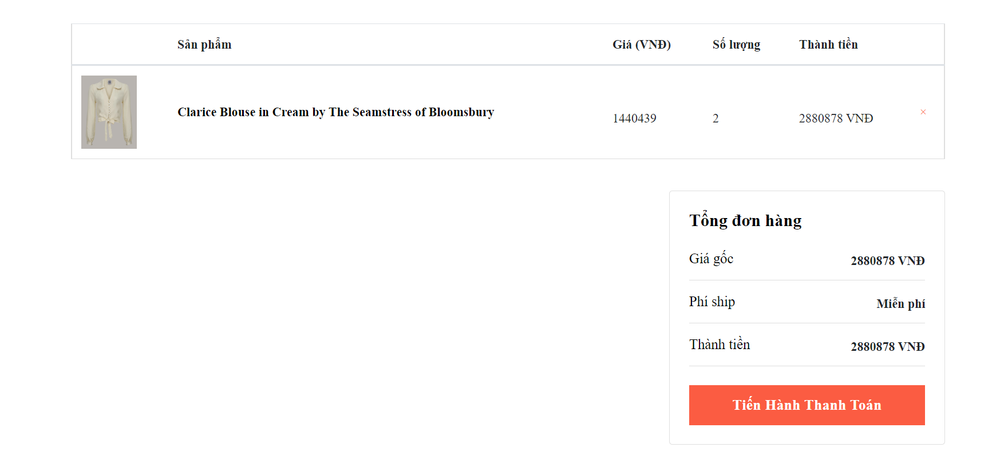 Sản phẩm Giá (VNĐ) Số lượng Thành tiền
Clarice Blouse in Cream by The Seamstress of Bloomsbury 1440439 2 2880878 VNĐ ×
Tổng đơn hàng
Giá gốc 2880878 VNĐ
Phí ship Miễn phí
Thành tiền 2880878 VNĐ
Tiến Hành Thanh Toán